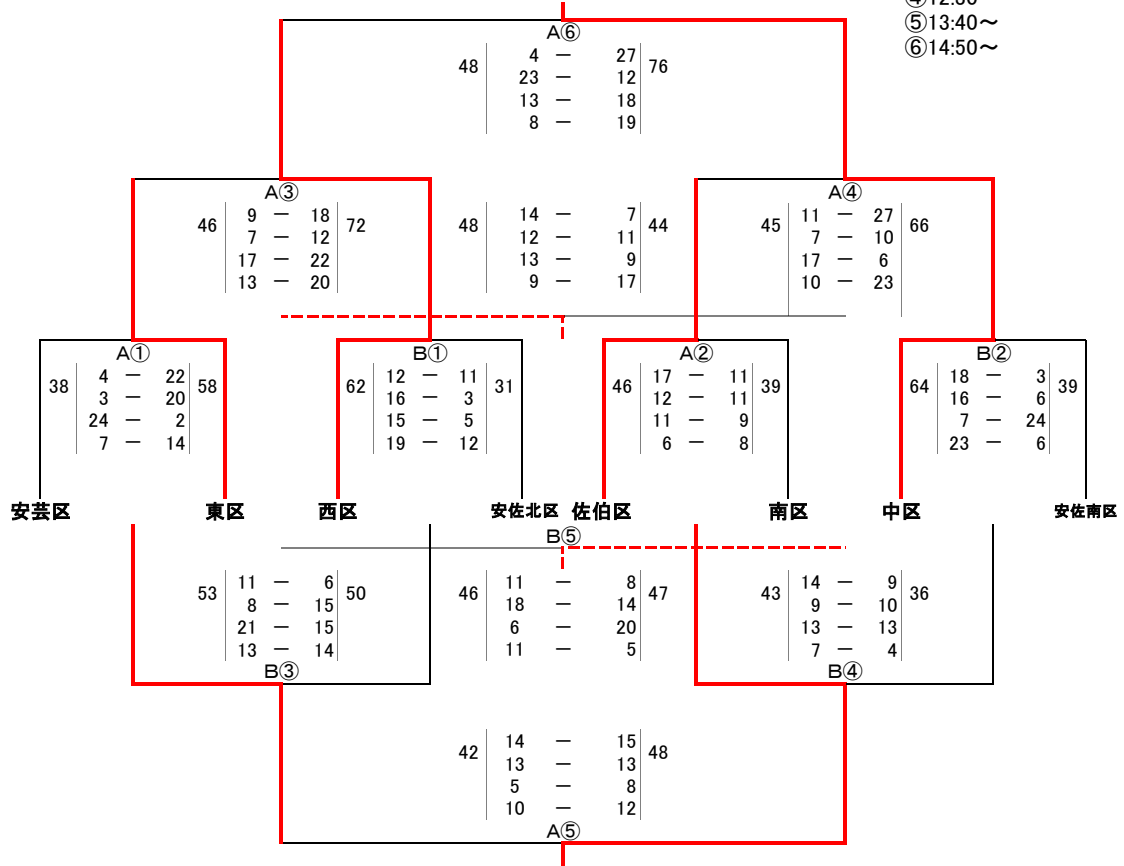 ④12:30~
⑤13:40～
⑥14:50～
A⑥
48 4 － 27 76
23 － 12
13 － 18
8 － 19
A③
A④
46 9 － 18 72
7 － 12
17 － 22
13 － 20
48 14 － 7 44
12 － 11
13 － 9
9 － 17
45 11 － 27 66
7 － 10
17 － 6
10 － 23
A①
B①
A②
B②
38 4 － 22 58
3 － 20
24 － 2
7 － 14
62 12 － 11 31
16 － 3
15 － 5
19 － 12
46 17 － 11 39
12 － 11
11 － 9
6 － 8
64 18 － 3 39
16 － 6
7 － 24
23 － 6
安芸区 東区 西区 安佐北区 佐伯区 南区 中区 安佐南区
B⑤
53 11 － 6 50
8 － 15
21 － 15
13 － 14
46 11 － 8 47
18 － 14
6 － 20
11 － 5
43 14 － 9 36
9 － 10
13 － 13
7 － 4
B③
B④
42 14 － 15 48
13 － 13
5 － 8
10 － 12
A⑤